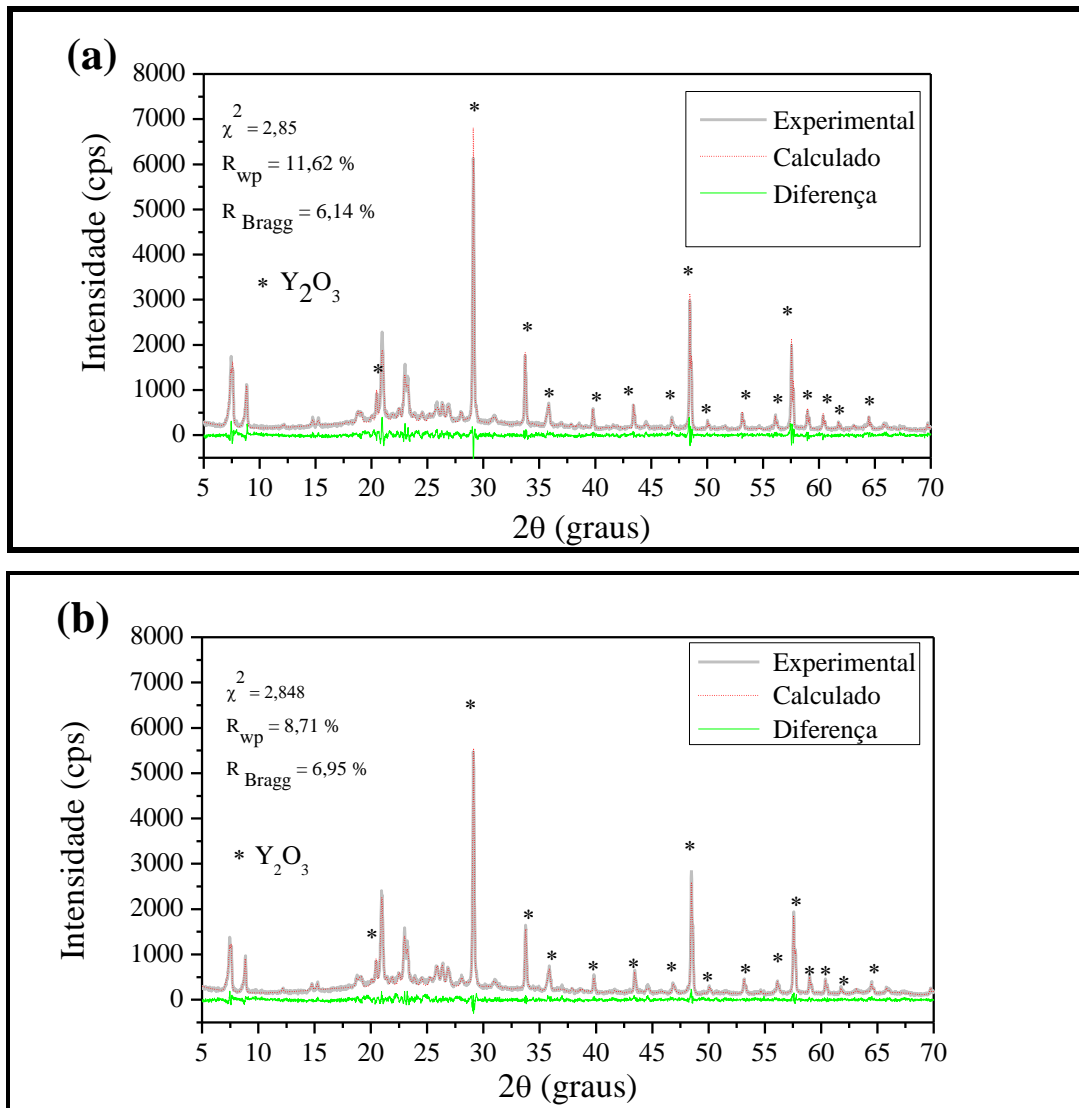 (a)
8000
7000
6000
5000
4000
3000
2000
1000
0
Intensidade (cps)
χ² = 2,85
R wp = 11,62 %
R Bragg = 6,14 %
* Y₂O₃
Experimental
Calculado
Diferença
* * * * * * * * * * * * * * * *
5 10 15 20 25 30 35 40 45 50 55 60 65 70
2θ (graus)
(b)
8000
7000
6000
5000
4000
3000
2000
1000
0
Intensidade (cps)
χ² = 2,848
R wp = 8,71 %
R Bragg = 6,95 %
* Y₂O₃
Experimental
Calculado
Diferença
* * * * * * * * * * * * * * * *
5 10 15 20 25 30 35 40 45 50 55 60 65 70
2θ (graus)